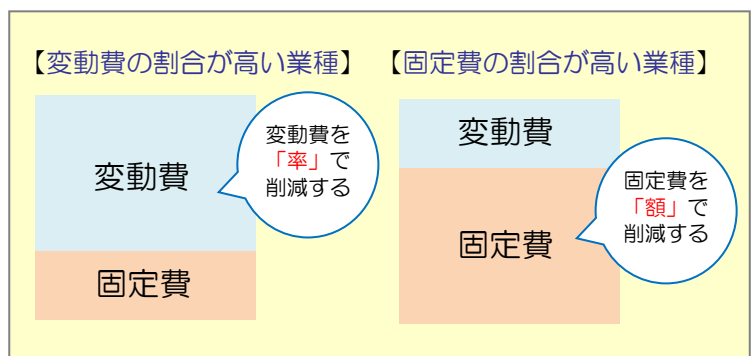 【変動費の割合が高い業種】
変動費
変動費を
「率」で
削減する
固定費
【固定費の割合が高い業種】
変動費
固定費
固定費を
「額」で
削減する